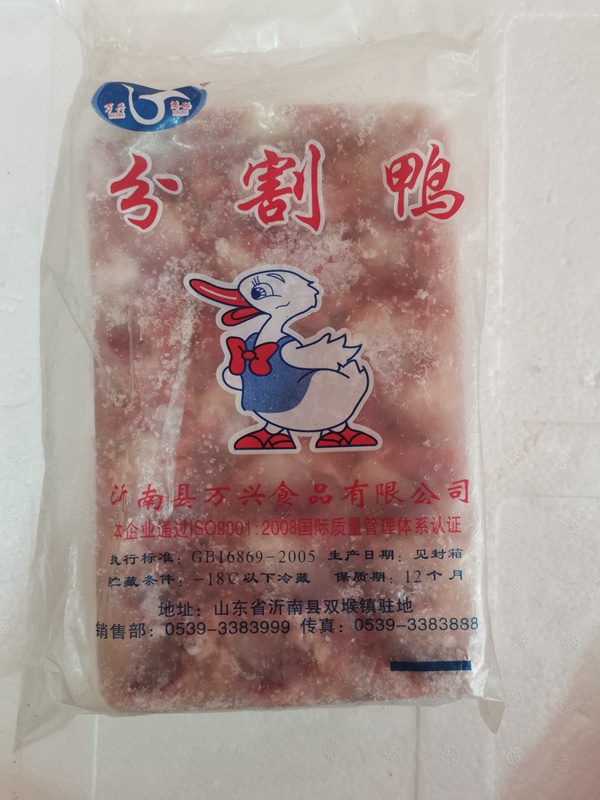 万兴
分割鸭
沂南县万兴食品有限公司
本企业通过ISO9001:2008国际质量管理体系认证
执行标准：GB16869-2005 生产日期：见封箱
贮藏条件：-18℃以下冷藏 保质期：12个月
地址：山东省沂南县双堠镇驻地
销售部：0539-3383999 传真：0539-3383888